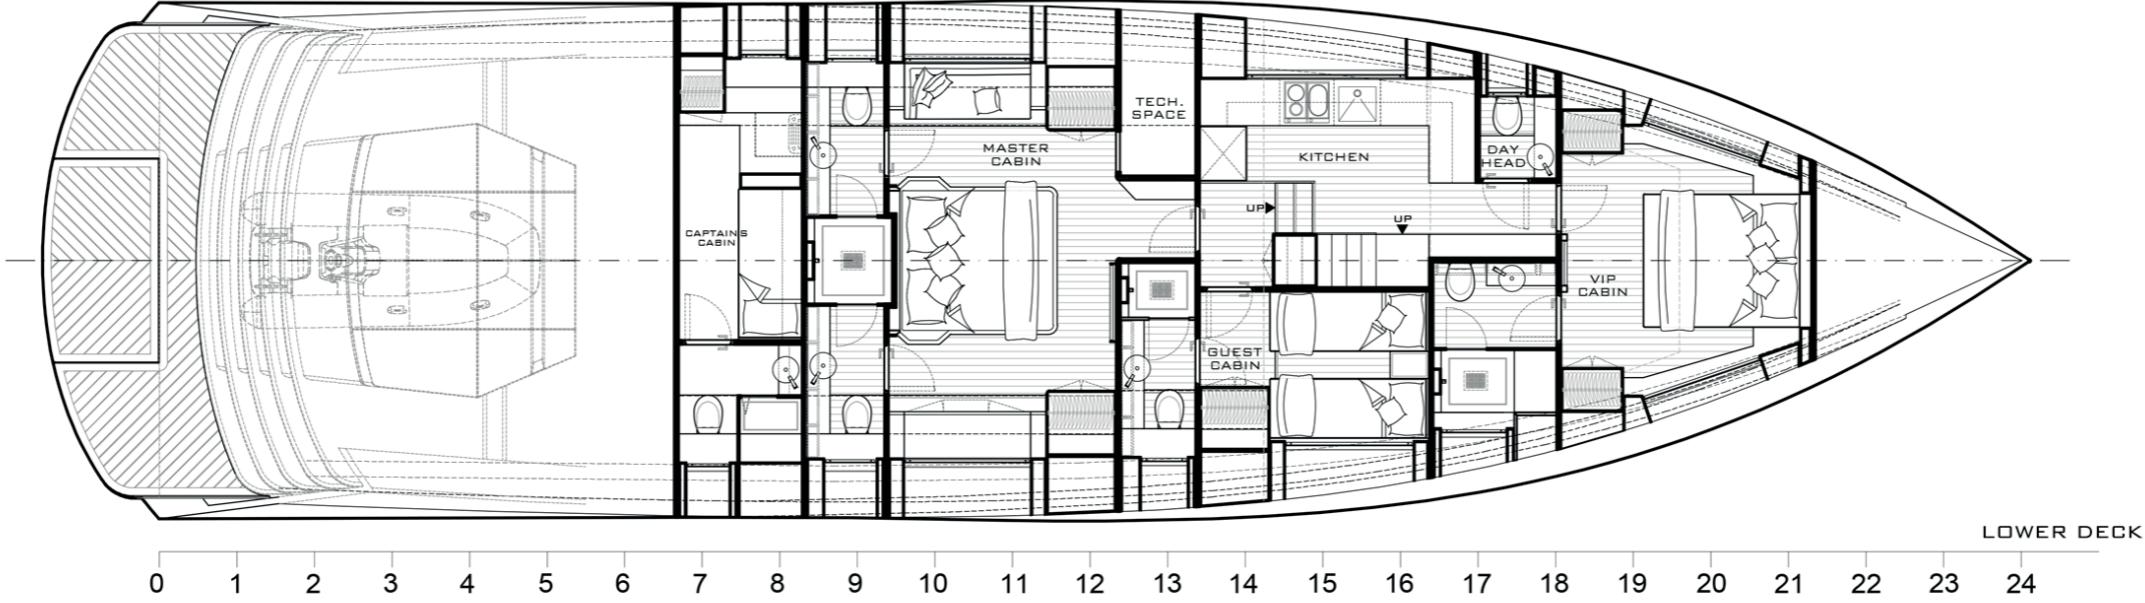 TECH.
SPACE
MASTER
CABIN
KITCHEN
DAY
HEAD
UP
UP
CAPTAINS
CABIN
VIP
CABIN
GUEST
CABIN
LOWER DECK
0 1 2 3 4 5 6 7 8 9 10 11 12 13 14 15 16 17 18 19 20 21 22 23 24